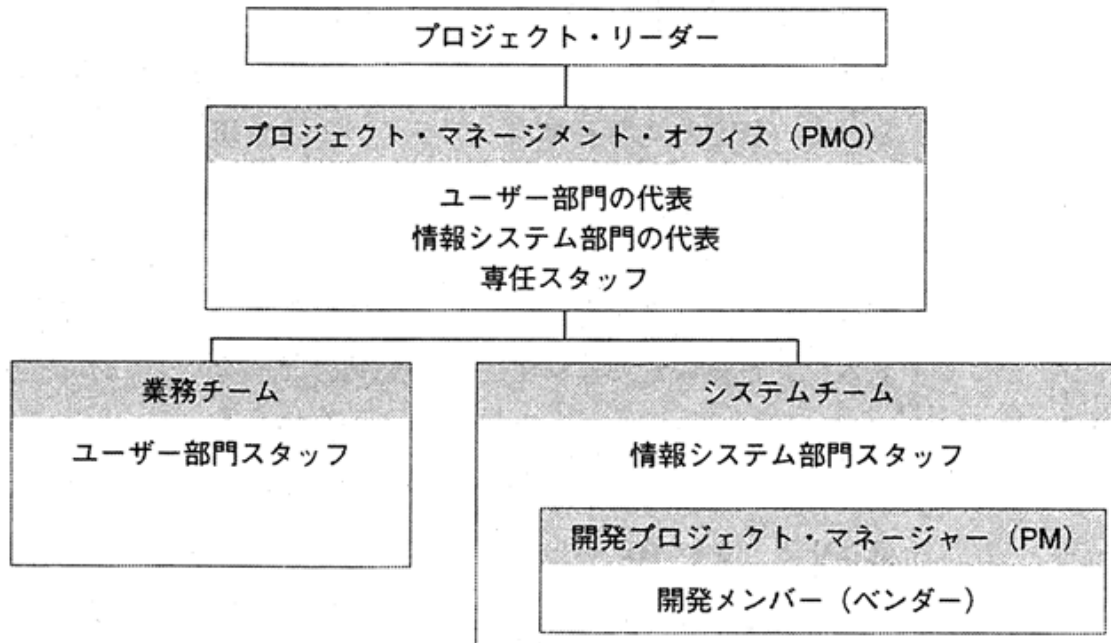 プロジェクト・リーダー
プロジェクト・マネージメント・オフィス（PMO）
ユーザー部門の代表
情報システム部門の代表
専任スタッフ
業務チーム
ユーザー部門スタッフ
システムチーム
情報システム部門スタッフ
開発プロジェクト・マネージャー（PM）
開発メンバー（ベンダー）